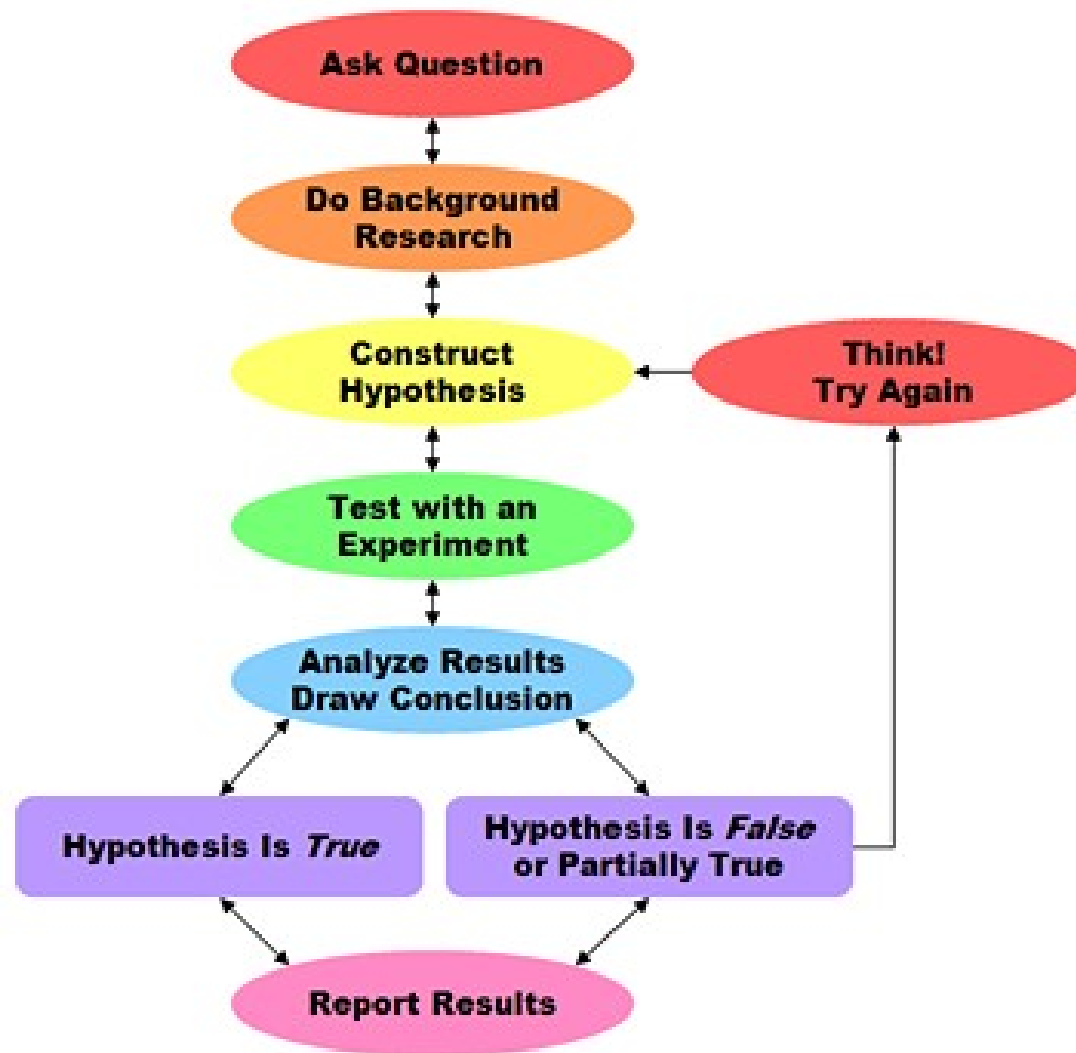 Ask Question
Do Background
Research
Construct
Hypothesis
Think!
Try Again
Test with an
Experiment
Analyze Results
Draw Conclusion
Hypothesis Is True
Hypothesis Is False
or Partially True
Report Results